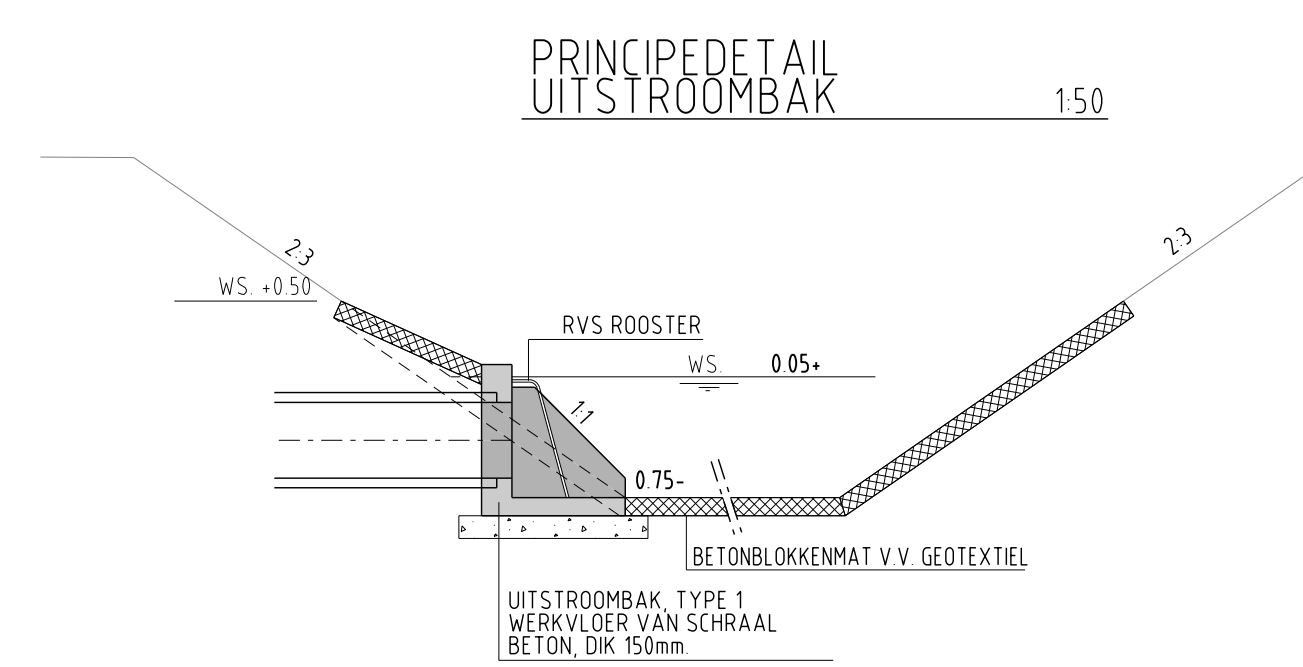 PRINCIPEDETAIL
UITSTROOMBAK 1:50
2:3
2:3
WS. +0.50
RVS ROOSTER
WS. 0.05+
1:1
0.75-
BETONBLOKKENMAT V.V. GEOTEXTIEL
UITSTROOMBAK, TYPE 1
WERKVLOER VAN SCHRAAL
BETON, DIK 150mm.